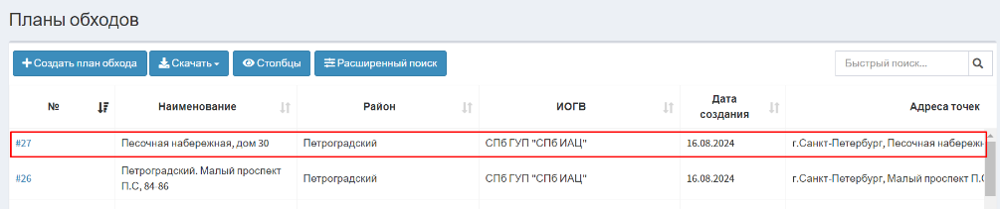 Планы обходов
Создать план обхода Скачать Столбцы Расширенный поиск Быстрый поиск...
№ Наименование Район ИОГВ Дата создания Адреса точек
#27 Песочная набережная, дом 30 Петроградский СПб ГУП "СПб ИАЦ" 16.08.2024 г.Санкт-Петербург, Песочная набережн
#26 Петроградский. Малый проспект П.С, 84-86 Петроградский СПб ГУП "СПб ИАЦ" 16.08.2024 г.Санкт-Петербург, Малый проспект П.С